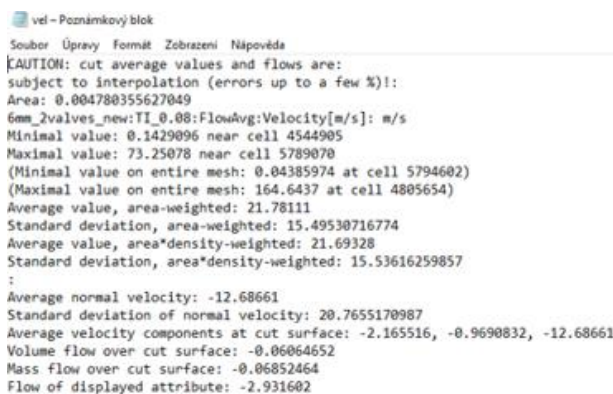 vel – Poznámkový blok
Soubor Úpravy Formát Zobrazení Nápověda
CAUTION: cut average values and flows are:
subject to interpolation (errors up to a few %)!:
Area: 0.004780355627049
6mm_2valves_new:TI_0.08:FlowAvg:Velocity[m/s]: m/s
Minimal value: 0.1429096 near cell 4544905
Maximal value: 73.25078 near cell 5789070
(Minimal value on entire mesh: 0.04385974 at cell 5794602)
(Maximal value on entire mesh: 164.6437 at cell 4805654)
Average value, area-weighted: 21.78111
Standard deviation, area-weighted: 15.49530716774
Average value, area*density-weighted: 21.69328
Standard deviation, area*density-weighted: 15.53616259857
:
Average normal velocity: -12.68661
Standard deviation of normal velocity: 20.7655170987
Average velocity components at cut surface: -2.165516, -0.9690832, -12.68661
Volume flow over cut surface: -0.06064652
Mass flow over cut surface: -0.06852464
Flow of displayed attribute: -2.931602